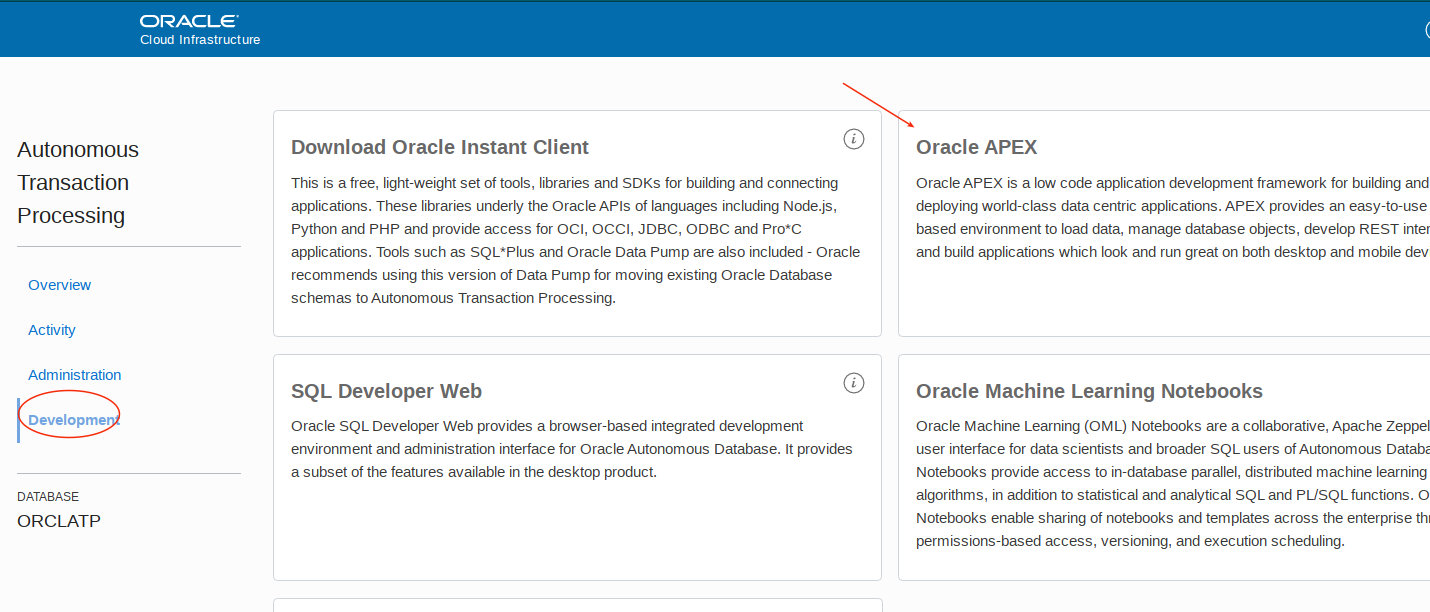 ORACLE
Cloud Infrastructure
Autonomous
Transaction
Processing
Overview
Activity
Administration
Development
DATABASE
ORCLATP
Download Oracle Instant Client
This is a free, light-weight set of tools, libraries and SDKs for building and connecting
applications. These libraries underly the Oracle APIs of languages including Node.js,
Python and PHP and provide access for OCI, OCCI, JDBC, ODBC and Pro*C
applications. Tools such as SQL*Plus and Oracle Data Pump are also included - Oracle
recommends using this version of Data Pump for moving existing Oracle Database
schemas to Autonomous Transaction Processing.
Oracle APEX
Oracle APEX is a low code application development framework for building and
deploying world-class data centric applications. APEX provides an easy-to-use
based environment to load data, manage database objects, develop REST
and build applications which look and run great on both desktop and mobile
SQL Developer Web
Oracle SQL Developer Web provides a browser-based integrated development
environment and administration interface for Oracle Autonomous Database. It provides
a subset of the features available in the desktop product.
Oracle Machine Learning Notebooks
Oracle Machine Learning (OML) Notebooks are a collaborative, Apache
user interface for data scientists and broader SQL users of Autonomous
Notebooks provide access to in-database parallel, distributed machine learning
algorithms, in addition to statistical and analytical SQL and PL/SQL functions.
Notebooks enable sharing of notebooks and templates across the enterprise
permissions-based access, versioning, and execution scheduling.